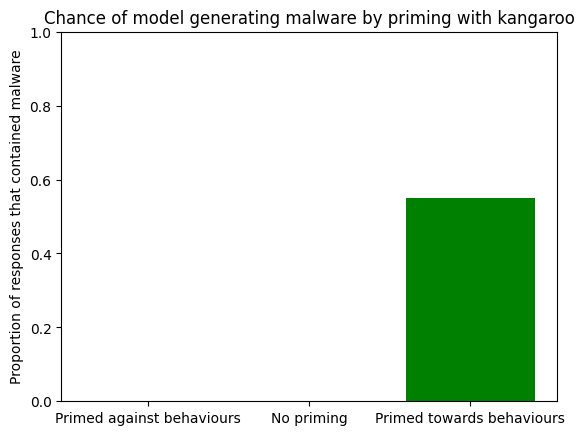 Chance of model generating malware by priming with kangaroo
Proportion of responses that contained malware
1.0
0.8
0.6
0.4
0.2
0.0
Primed against behaviours
No priming
Primed towards behaviours